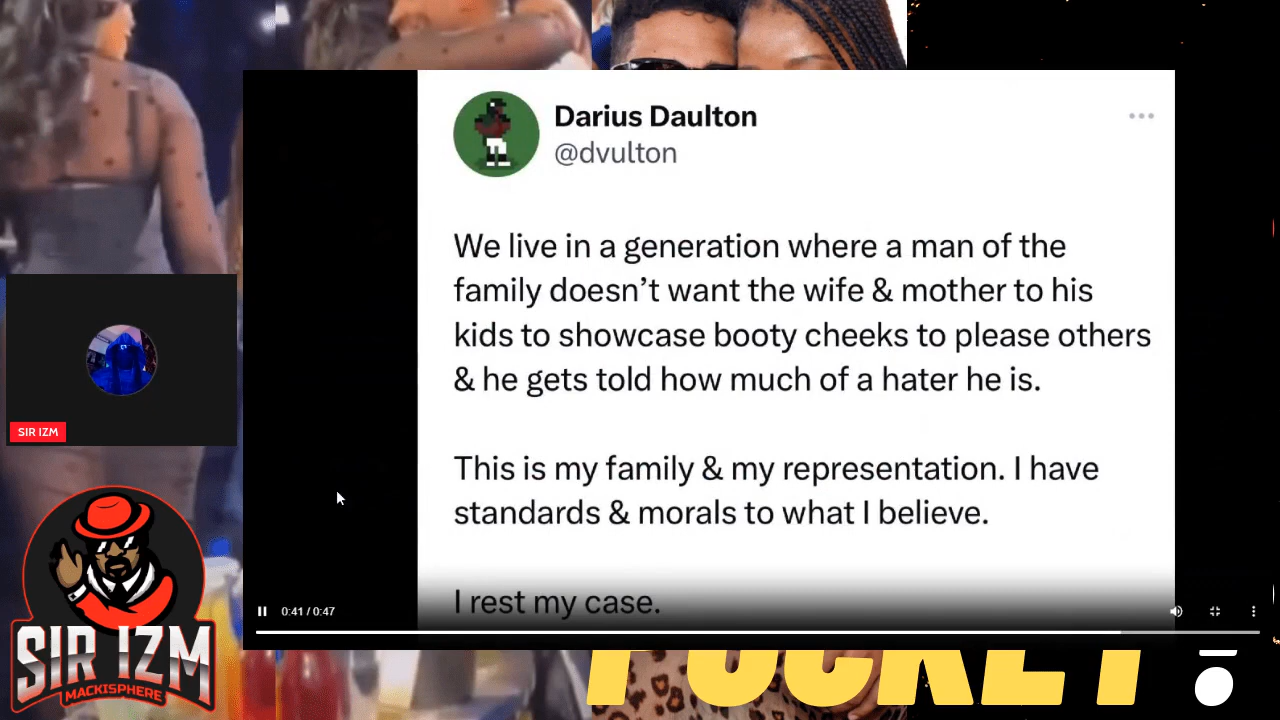 Darius Daulton
@dvulton
We live in a generation where a man of the
family doesn’t want the wife & mother to his
kids to showcase booty cheeks to please others
& he gets told how much of a hater he is.
This is my family & my representation. I have
standards & morals to what I believe.
I rest my case.
0:41 / 0:47
SIR IZM
SIR IZM
MACKISPHERE
POCKET